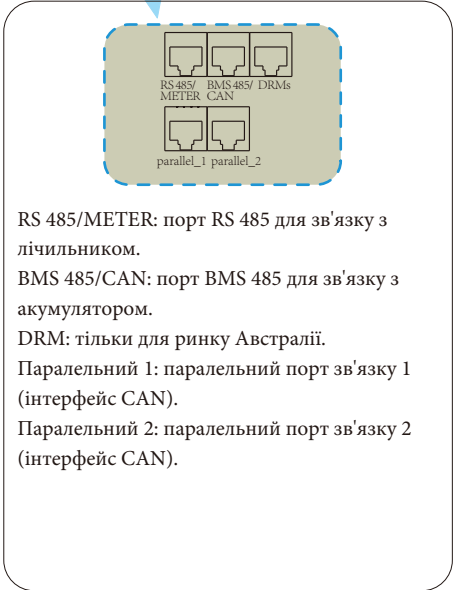 RS 485/ BMS 485/ DRMs
METER CAN
parallel_1 parallel_2
RS 485/METER: порт RS 485 для зв'язку з
лічильником.
BMS 485/CAN: порт BMS 485 для зв'язку з
акумулятором.
DRM: тільки для ринку Австралії.
Паралельний 1: паралельний порт зв'язку 1
(інтерфейс CAN).
Паралельний 2: паралельний порт зв'язку 2
(інтерфейс CAN).